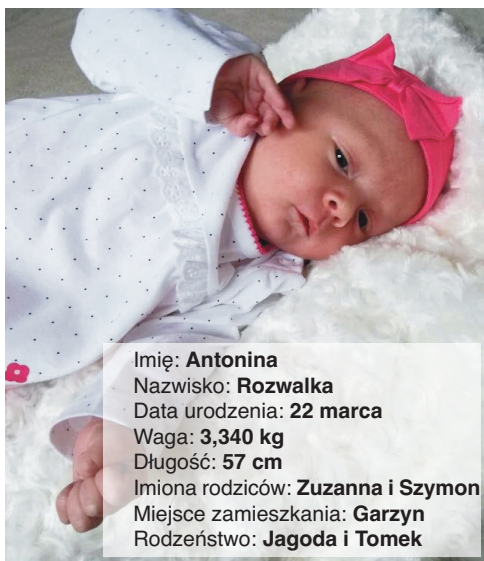 Imię: Antonina
Nazwisko: Rozwalka
Data urodzenia: 22 marca
Waga: 3,340 kg
Długość: 57 cm
Imiona rodziców: Zuzanna i Szymon
Miejsce zamieszkania: Garzyn
Rodzeństwo: Jagoda i Tomek